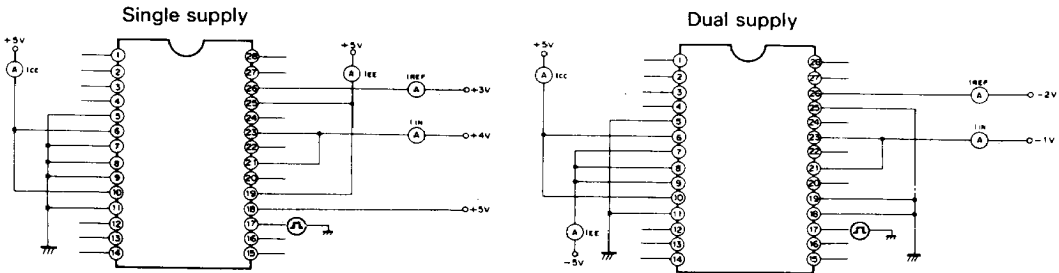 Single supply
+5V
A ICC
1
2
3
4
5
6
7
8
9
10
11
12
13
14
28
27
26
25
24
23
22
21
20
19
18
17
16
15
+5V
A IEE
IREF
A +3V
I IN
A +4V
+5V
Dual supply
+5V
A ICC
1
2
3
4
5
6
7
8
9
10
11
12
13
14
A IEE
-5V
28
27
26
25
24
23
22
21
20
19
18
17
16
15
IREF
A -2V
I IN
A -1V